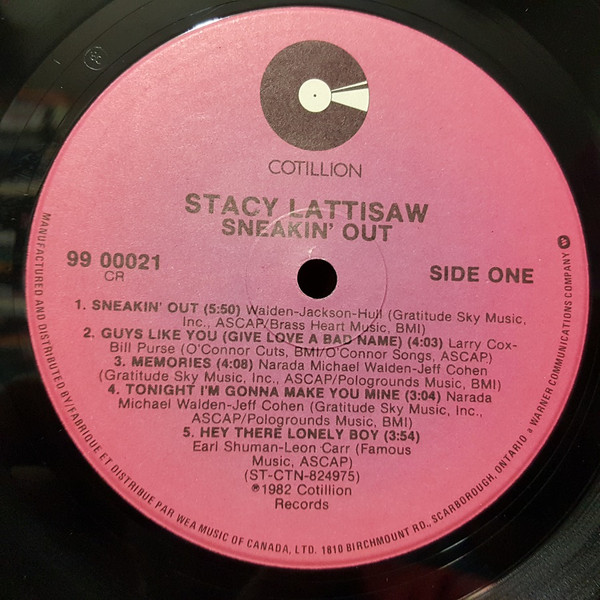 COTILLION
STACY LATTISAW
SNEAKIN' OUT
99 00021
CR
SIDE ONE
1. SNEAKIN' OUT (5:50) Walden-Jackson-Hull (Gratitude Sky Music,
Inc., ASCAP/Brass Heart Music, BMI)
2. GUYS LIKE YOU (GIVE LOVE A BAD NAME) (4:03) Larry Cox-
Bill Purse (O'Connor Cuts, BMI/O'Connor Songs, ASCAP)
3. MEMORIES (4:08) Narada Michael Walden-Jeff Cohen
(Gratitude Sky Music, Inc., ASCAP/Pologrounds Music, BMI)
4. TONIGHT I'M GONNA MAKE YOU MINE (3:04) Narada
Michael Walden-Jeff Cohen (Gratitude Sky Music, Inc.,
ASCAP/Pologrounds Music, BMI)
5. HEY THERE LONELY BOY (3:54)
Earl Shuman-Leon Carr (Famous
Music, ASCAP)
(ST-CTN-824975)
℗1982 Cotillion
Records
MANUFACTURED AND DISTRIBUTED BY/FABRIQUE ET DISTRIBUE PAR WEA MUSIC OF CANADA, LTD. 1810 BIRCHMOUNT RD., SCARBOROUGH, ONTARIO a WARNER COMMUNICATIONS COMPANY